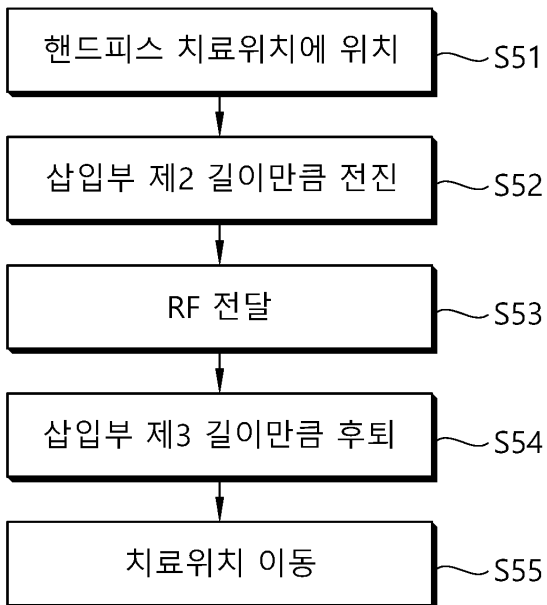 핸드피스 치료위치에 위치 S51
삽입부 제2 길이만큼 전진 S52
RF 전달 S53
삽입부 제3 길이만큼 후퇴 S54
치료위치 이동 S55